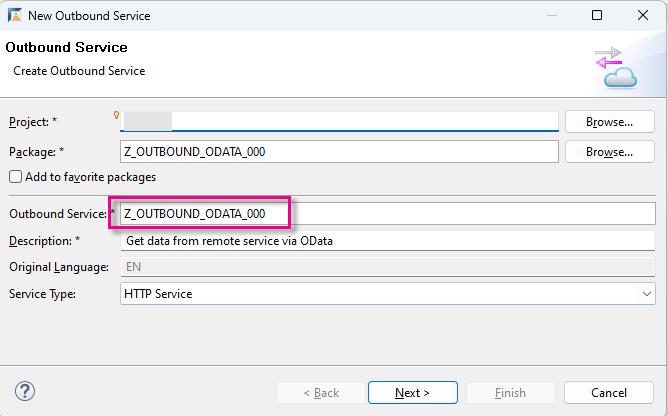 New Outbound Service
Outbound Service
Create Outbound Service
Project: *
Browse...
Package: * Z_OUTBOUND_ODATA_000 Browse...
Add to favorite packages
Outbound Service: * Z_OUTBOUND_ODATA_000
Description: * Get data from remote service via OData
Original Language: EN
Service Type: HTTP Service
? < Back Next > Finish Cancel